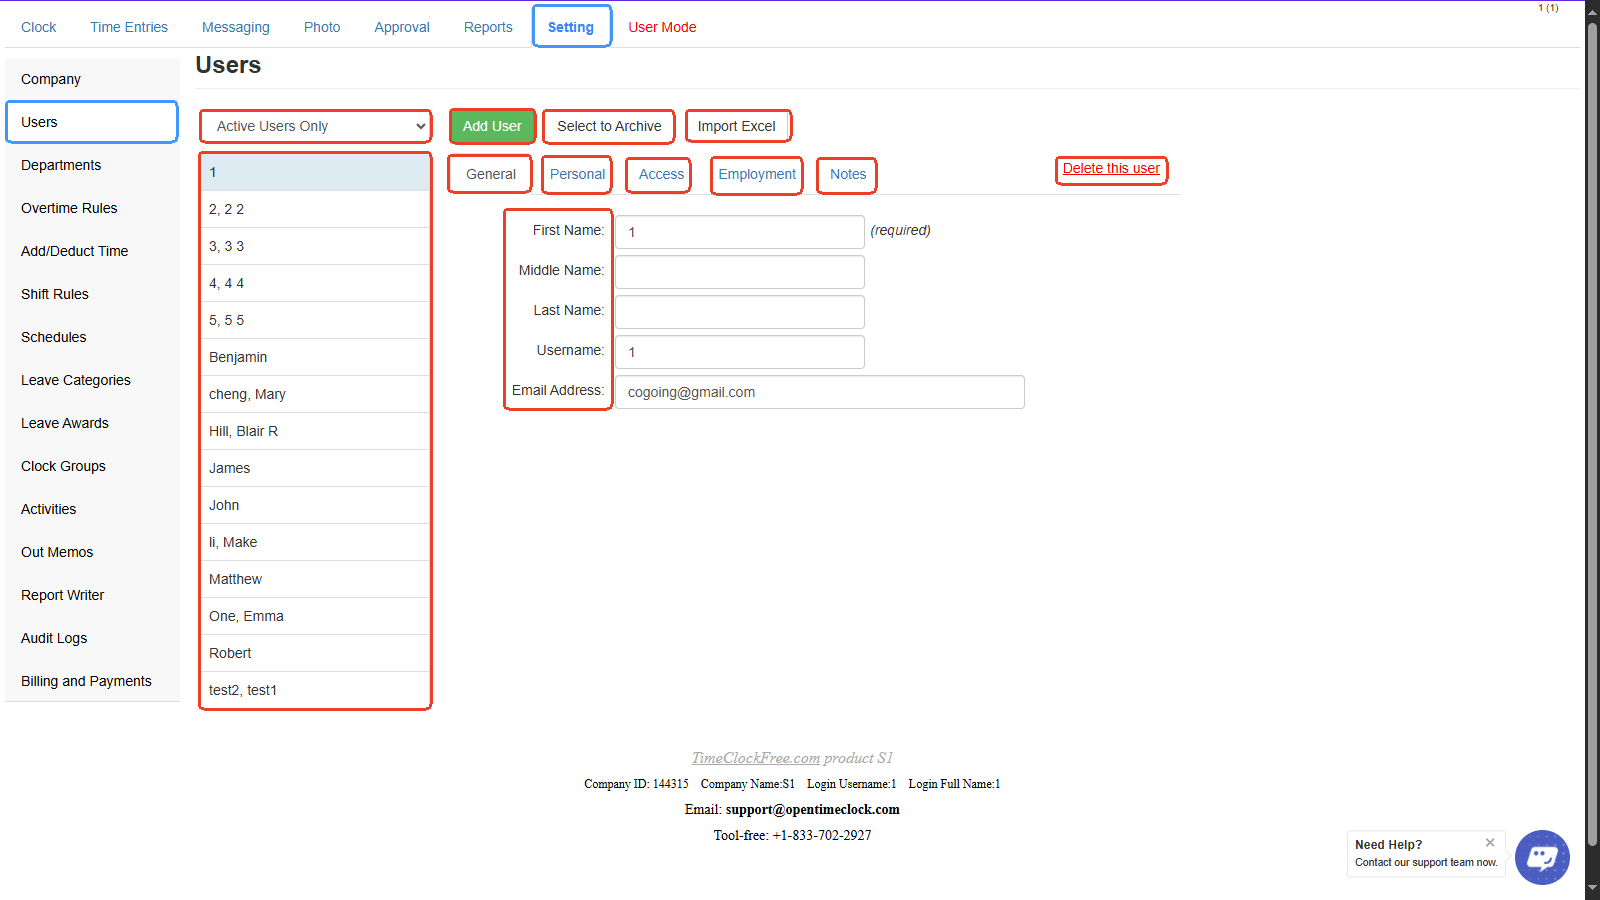 1 (1)
Clock Time Entries Messaging Photo Approval Reports Setting User Mode
Users
Company
Users
Departments
Overtime Rules
Add/Deduct Time
Shift Rules
Schedules
Leave Categories
Leave Awards
Clock Groups
Activities
Out Memos
Report Writer
Audit Logs
Billing and Payments
Active Users Only
1
2, 2 2
3, 3 3
4, 4 4
5, 5 5
Benjamin
cheng, Mary
Hill, Blair R
James
John
li, Make
Matthew
One, Emma
Robert
test2, test1
Add User Select to Archive Import Excel
General Personal Access Employment Notes Delete this user
First Name: 1 (required)
Middle Name:
Last Name:
Username: 1
Email Address: cogoing@gmail.com
TimeClockFree.com product S1
Company ID: 144315 Company Name:S1 Login Username:1 Login Full Name:1
Email: support@opentimeclock.com
Tool-free: +1-833-702-2927
Need Help?
Contact our support team now.